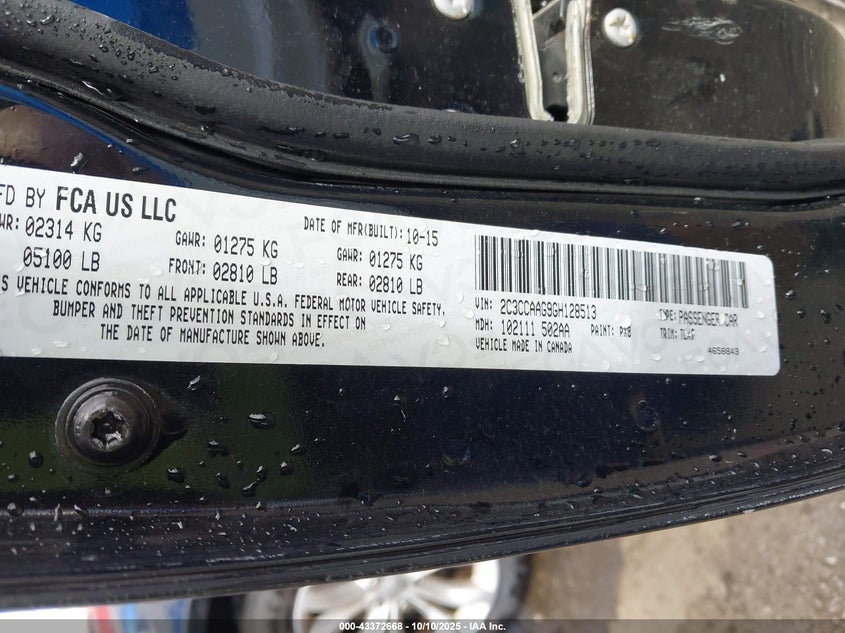 FD BY FCA US LLC
DATE OF MFR(BUILT): 10-15
WR: 02314 KG
GAWR: 01275 KG
GAWR: 01275 KG
05100 LB
FRONT: 02810 LB
REAR: 02810 LB
S VEHICLE CONFORMS TO ALL APPLICABLE U.S.A. FEDERAL MOTOR VEHICLE SAFETY,
BUMPER AND THEFT PREVENTION STANDARDS IN EFFECT ON
THE DATE OF MANUFACTURE SHOWN ABOVE.
VIN: 2C3CCAAG9GH128513
TYPE: PASSENGER CAR
MDH: 102111 502AA
PAINT: PX8
TRIM:
VEHICLE MADE IN CANADA
4658843
000-43372668 - 10/10/2025 - IAA Inc.